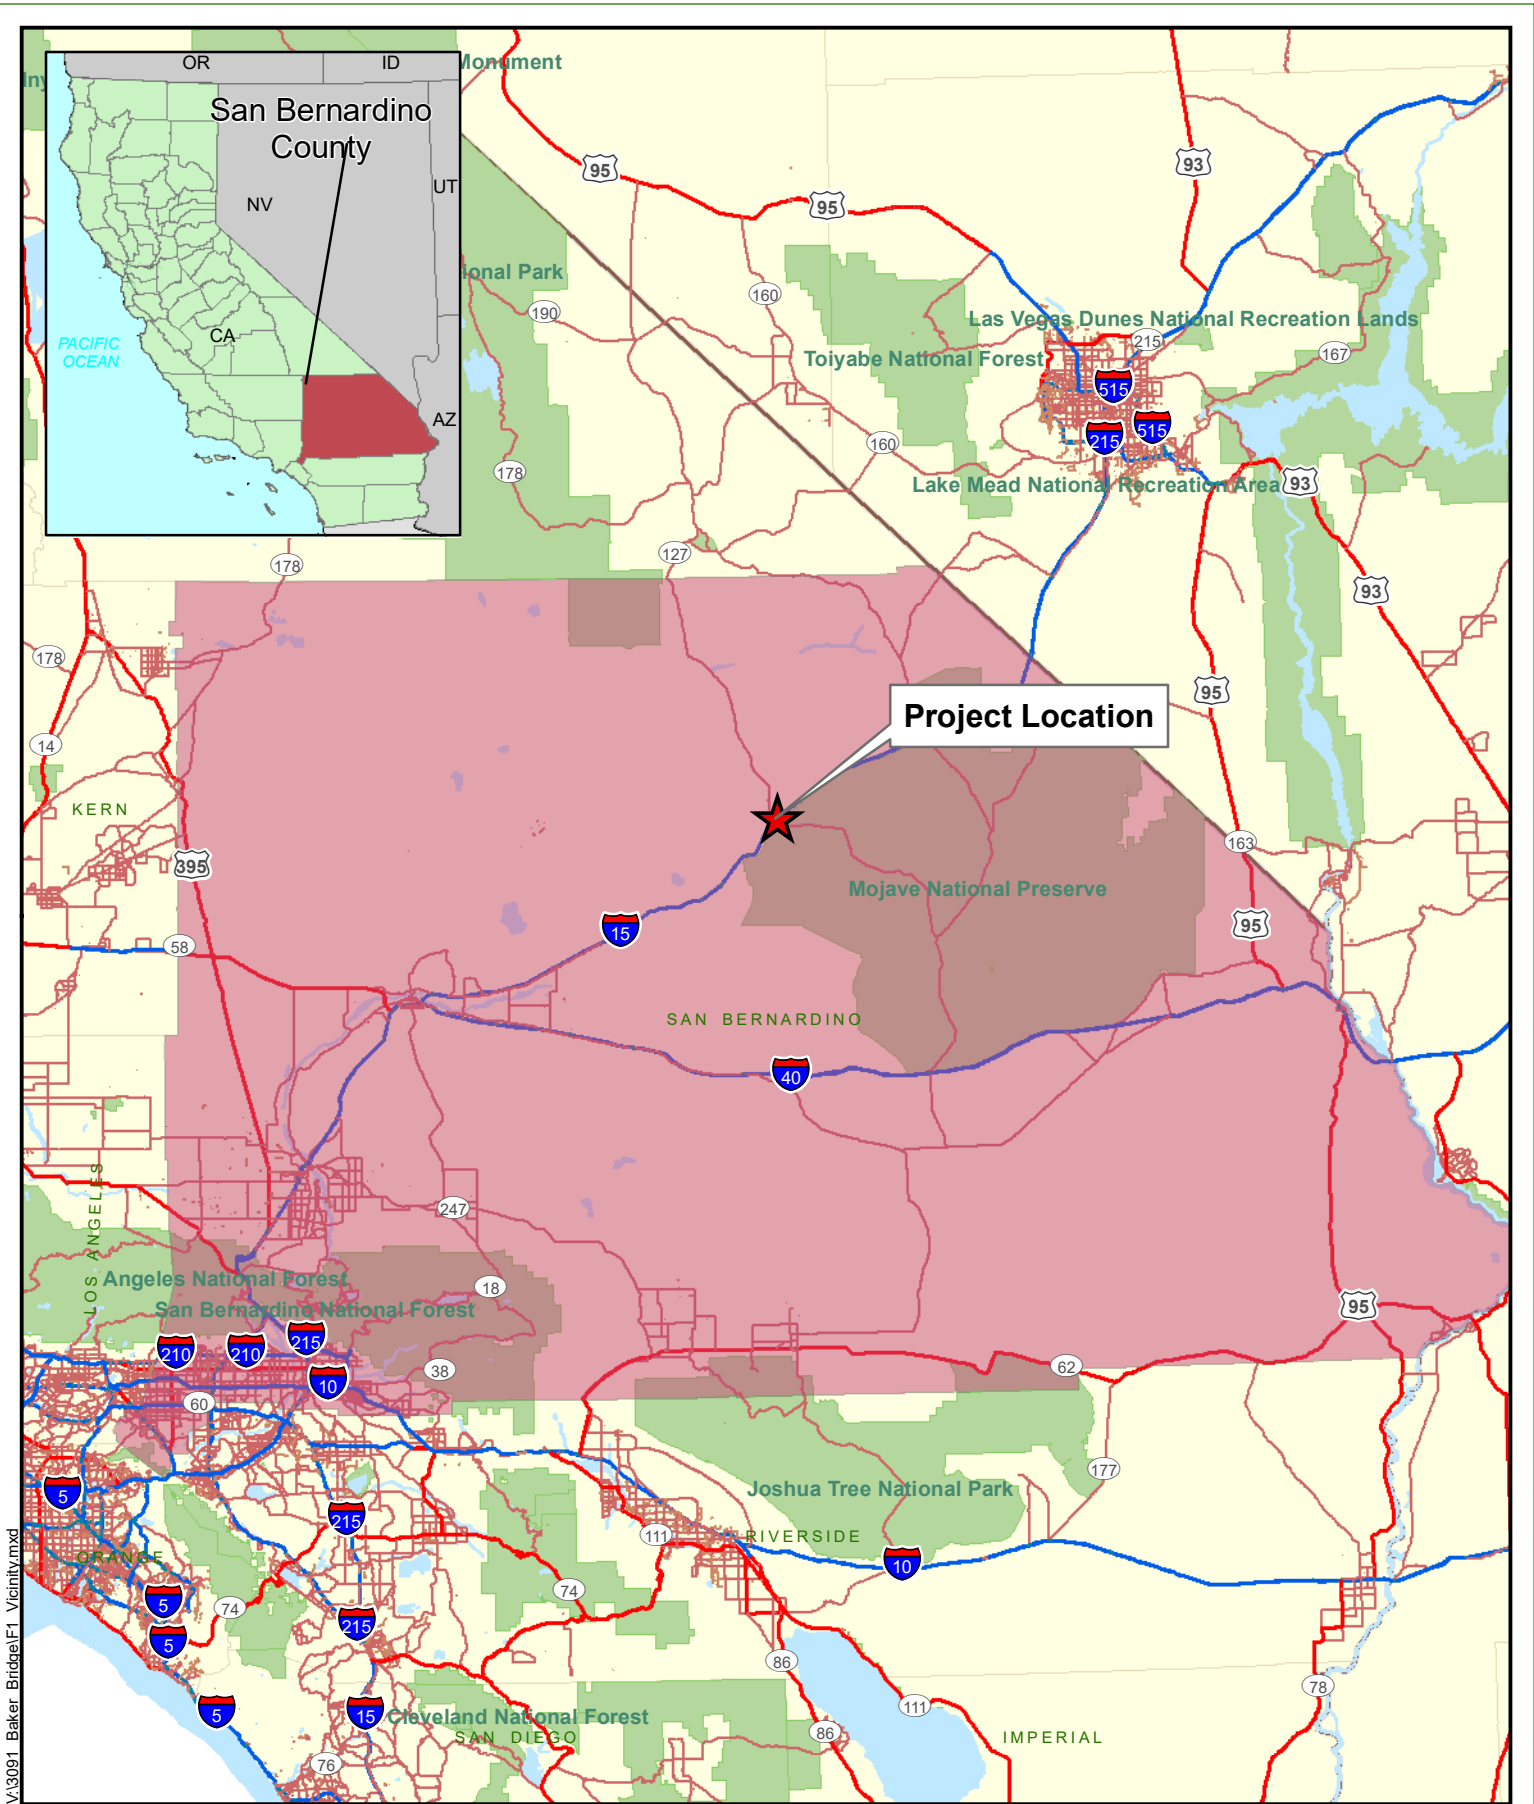 OR
ID
San Bernardino
County
NV
UT
CA
PACIFIC
OCEAN
AZ
Monument
ional Park
95
95
93
190
160
Las Vegas Dunes National Recreation Lands
Toiyabe National Forest
215
167
515
215
515
160
178
Lake Mead National Recreation Area
93
127
178
93
178
95
Project Location
14
KERN
395
163
Mojave National Preserve
15
95
58
SAN BERNARDINO
40
LOS ANGELES
247
Angeles National Forest
18
San Bernardino National Forest
95
210
210
215
38
10
62
60
177
5
Joshua Tree National Park
215
111
RIVERSIDE
10
ORANGE
74
5
74
215
5
86
78
5
15
Cleveland National Forest
SAN DIEGO
111
86
IMPERIAL
76
V:\3091 Baker Bridge\F1 Vicinity.mxd